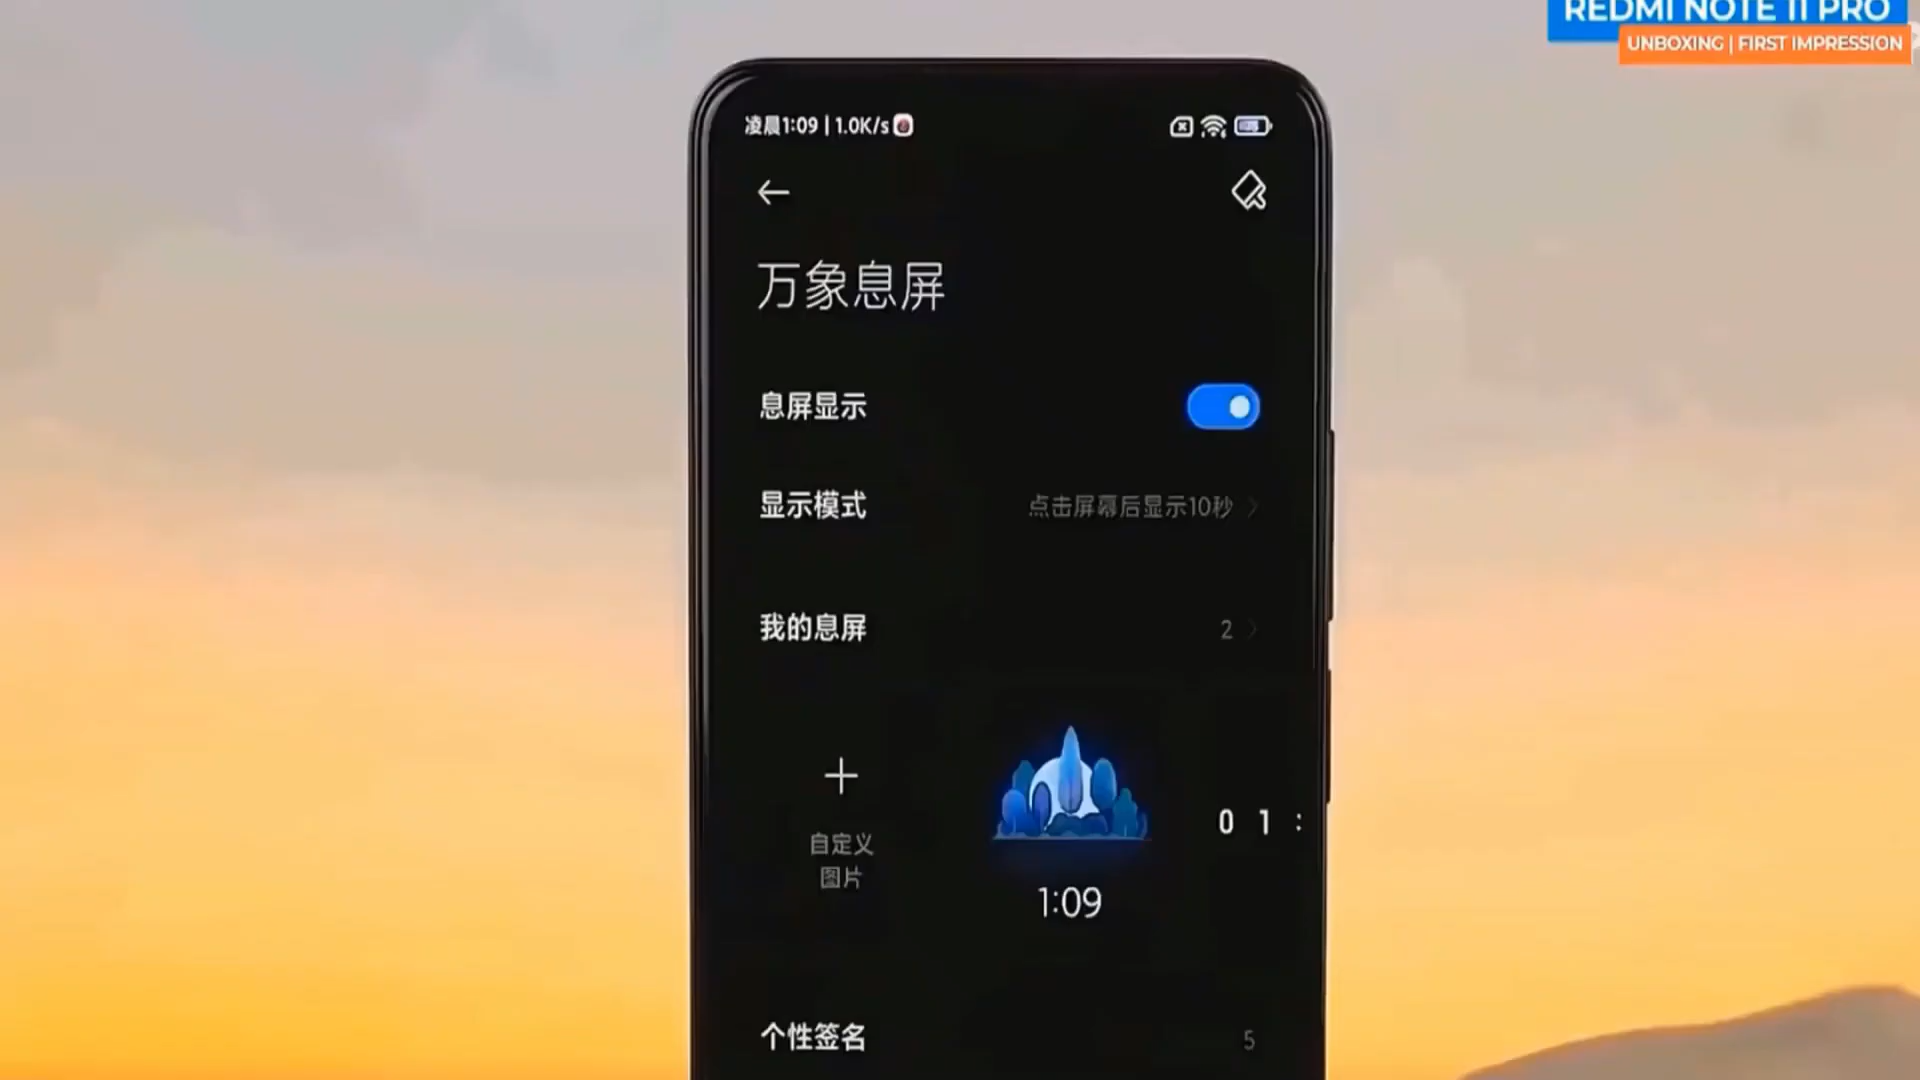 REDMI NOTE 11 PRO
UNBOXING | FIRST IMPRESSION
凌晨1:09 | 1.0K/s
万象息屏
息屏显示
显示模式
点击屏幕后显示10秒
我的息屏
2
自定义
图片
1:09
0 1 :
个性签名
5